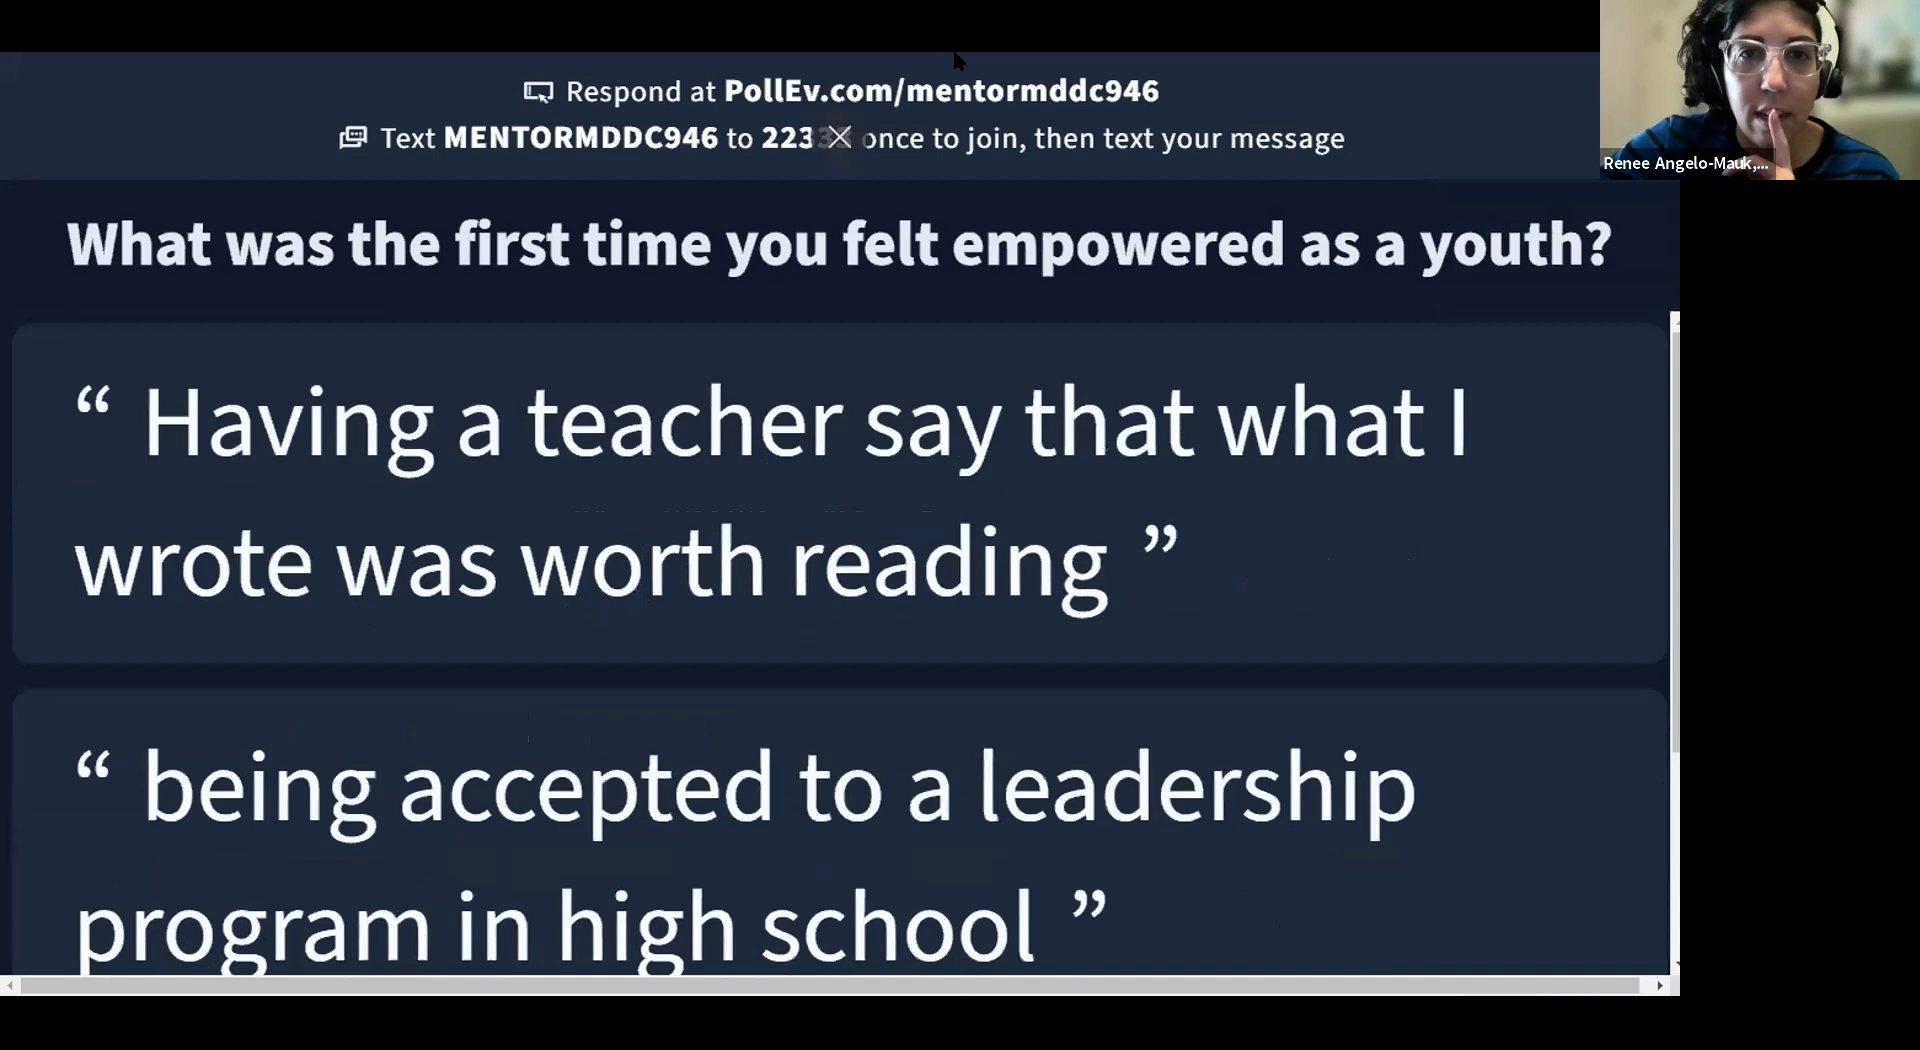 Respond at PollEv.com/mentormddc946
Text MENTORMDDC946 to 223 once to join, then text your message
Renee Angelo-Mauk,...
What was the first time you felt empowered as a youth?
“ Having a teacher say that what I
wrote was worth reading ”
“ being accepted to a leadership
program in high school ”